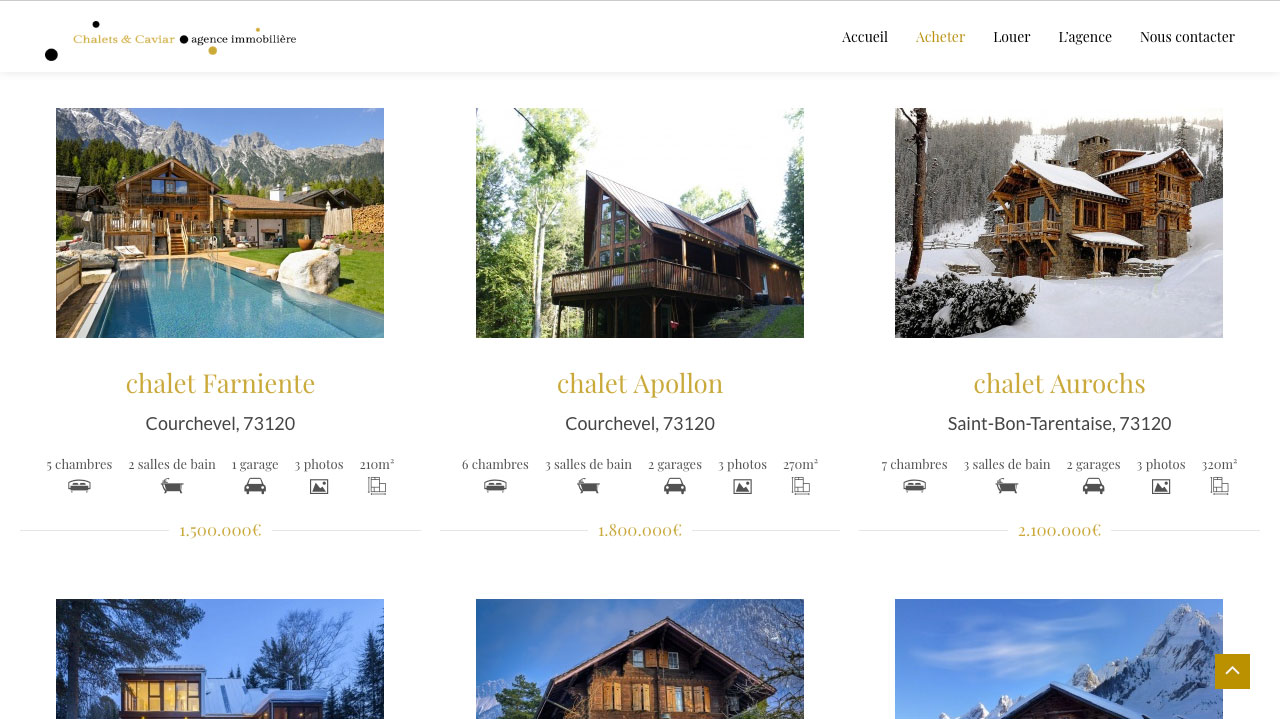 Chalets & Caviar agence immobilière
Accueil Acheter Louer L'agence Nous contacter
chalet Farniente
Courchevel, 73120
5 chambres 2 salles de bain 1 garage 3 photos 210m²
1.500.000€
chalet Apollon
Courchevel, 73120
6 chambres 3 salles de bain 2 garages 3 photos 270m²
1.800.000€
chalet Aurochs
Saint-Bon-Tarentaise, 73120
7 chambres 3 salles de bain 2 garages 3 photos 320m²
2.100.000€